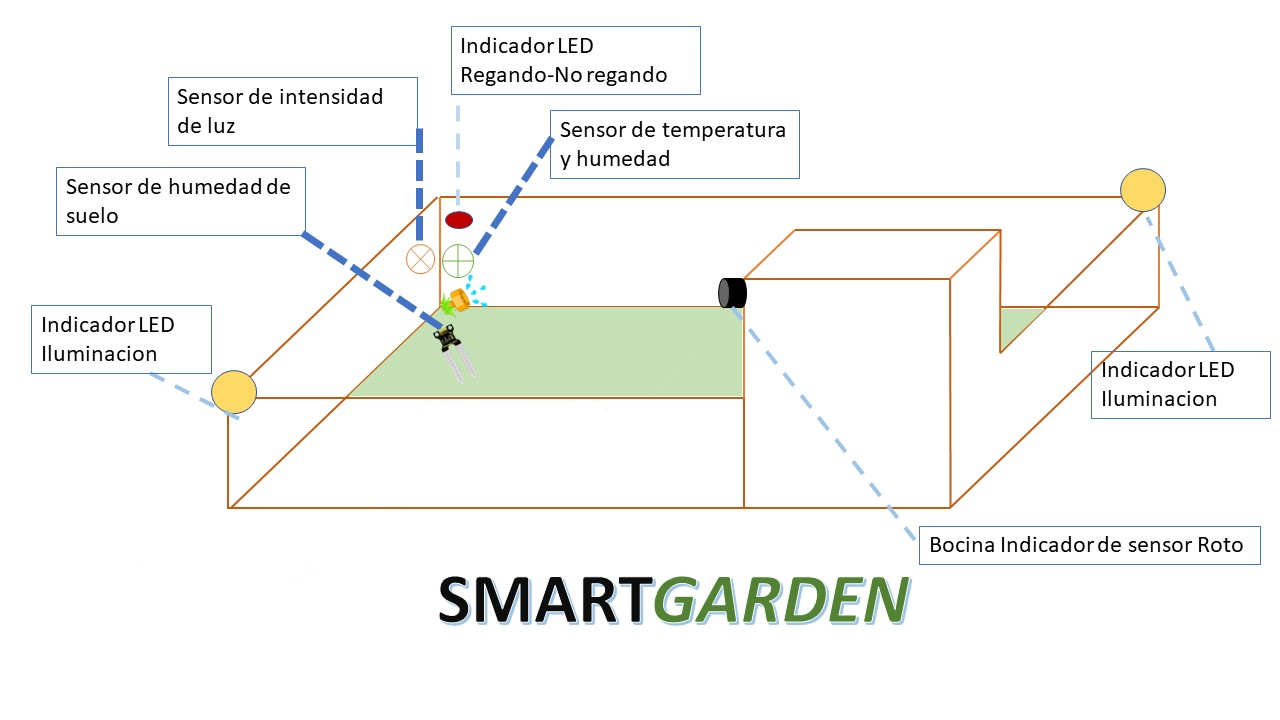 Indicador LED
Regando-No regando
Sensor de intensidad
de luz
Sensor de temperatura
y humedad
Sensor de humedad de
suelo
Indicador LED
Iluminacion
Indicador LED
Iluminacion
Bocina Indicador de sensor Roto
SMARTGARDEN